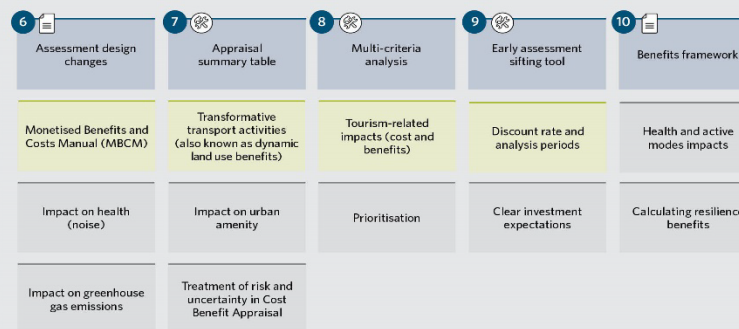 6
Assessment design
changes
7
Appraisal
summary table
8
Multi-criteria
analysis
9
Early assessment
sifting tool
10
Benefits framework
Monetised Benefits and
Costs Manual (MBCM)
Transformative
transport activities
(also known as dynamic
land use benefits)
Tourism-related
impacts (cost and
benefits)
Discount rate and
analysis periods
Health and active
modes impacts
Impact on health
(noise)
Impact on urban
amenity
Prioritisation
Clear investment
expectations
Calculating resilience
benefits
Impact on greenhouse
gas emissions
Treatment of risk and
uncertainty in Cost
Benefit Appraisal